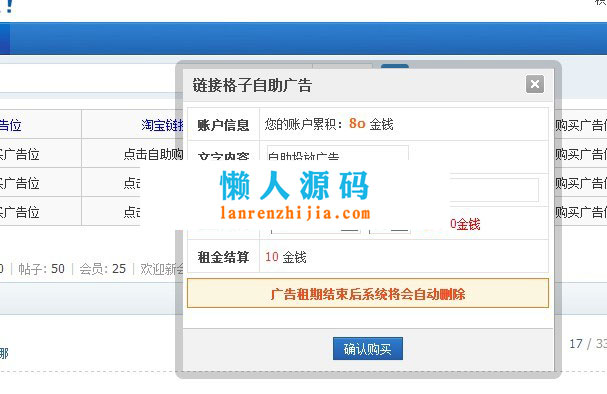 链接格子自助广告
告位 淘宝链接 购买广告位
买广告位 点击自助购 购买广告位
买广告位 点击 购买广告位
买广告位 点击 购买广告位
账户信息 您的账户累积：80 金钱
文字内容 自助投放广告
懒人源码
lanrenzhijia.com
0金钱
租金结算 10 金钱
0 | 帖子: 50 | 会员: 25 | 欢迎新会
广告租期结束后系统将会自动删除
确认购买
17 / 33
那